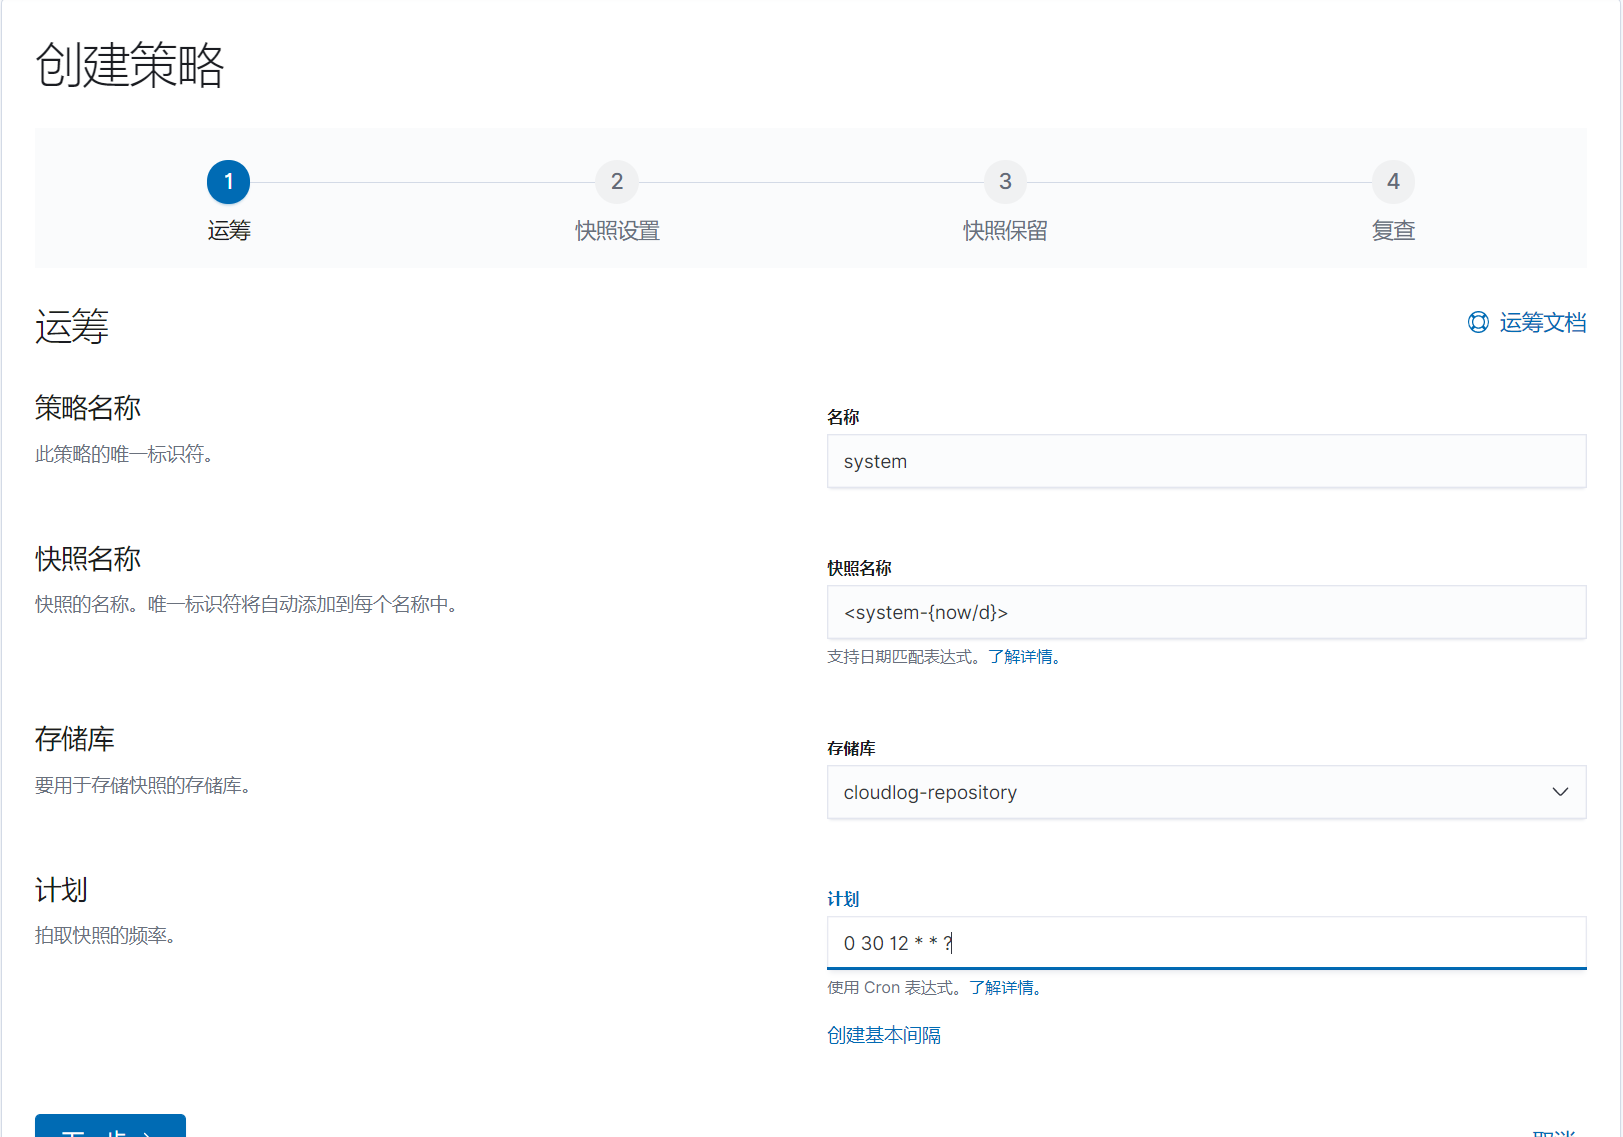 创建策略
1
2
3
4
运筹
快照设置
快照保留
复查
运筹
运筹文档
策略名称
此策略的唯一标识符。
名称
system
快照名称
快照的名称。唯一标识符将自动添加到每个名称中。
快照名称
<system-{now/d}>
支持日期匹配表达式。了解详情。
存储库
要用于存储快照的存储库。
存储库
cloudlog-repository
计划
拍取快照的频率。
计划
0 30 12 * * ?
使用 Cron 表达式。了解详情。
创建基本间隔
下一步
取消